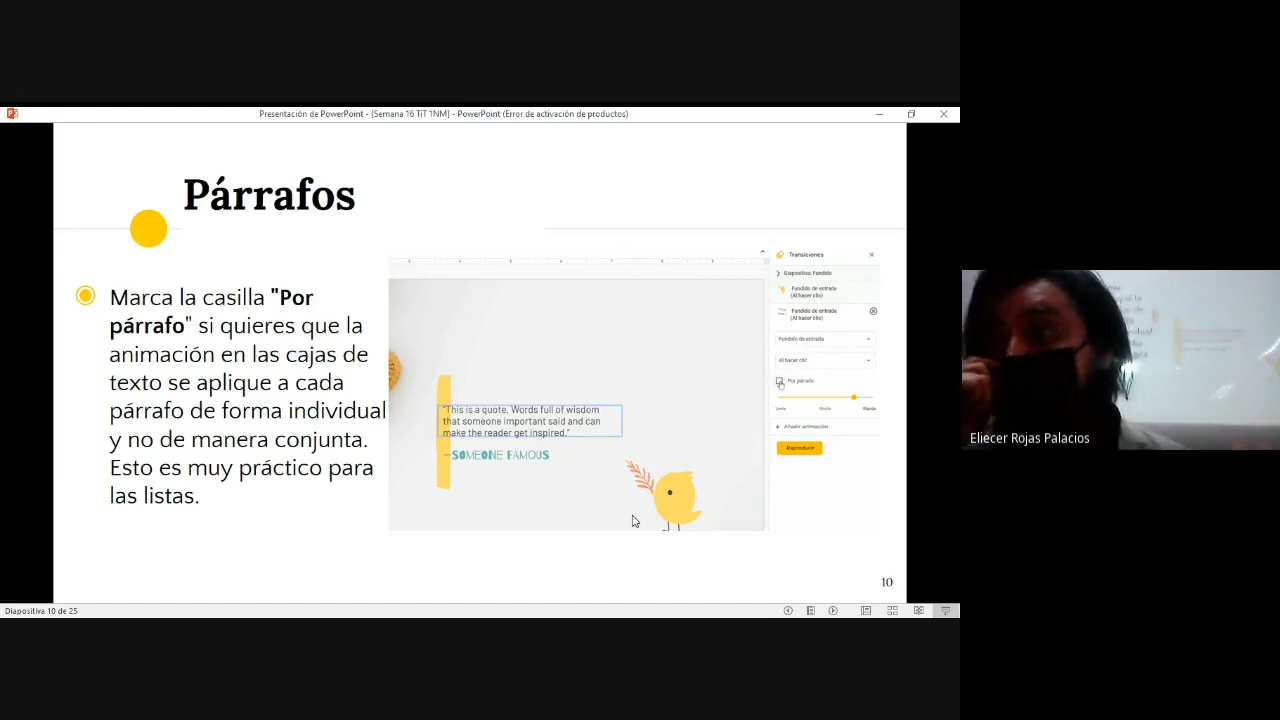 Presentación de PowerPoint - [Semana 16 TiT 1NM] - PowerPoint (Error de activación de productos)
Párrafos
Marca la casilla "Por
párrafo" si quieres que la
animación en las cajas de
texto se aplique a cada
párrafo de forma individual
y no de manera conjunta.
Esto es muy práctico para
las listas.
"This is a quote. Words full of wisdom
that someone important said and can
make the reader get inspired."
—SOMEONE FAMOUS
Transiciones
Diapositiva: Fundido
Fundido de entrada
(Al hacer clic)
Fundido de entrada
(Al hacer clic)
Fundido de entrada
Al hacer clic
Por párrafo
Lenta Media Rápida
+ Añadir animación
Reproducir
10
Diapositiva 10 de 25
Eliecer Rojas Palacios